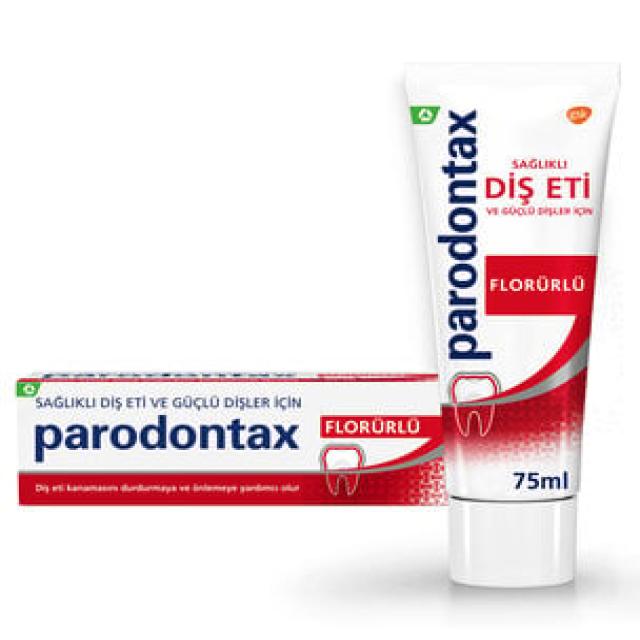 parodontax
gsk
SAĞLIKLI
DİŞ ETİ
VE GÜÇLÜ DİŞLER İÇİN
FLORÜRLÜ
75ml
SAĞLIKLI DİŞ ETİ VE GÜÇLÜ DİŞLER İÇİN
parodontax
FLORÜRLÜ
Diş eti kanamasını durdurmaya ve önlemeye yardımcı olur